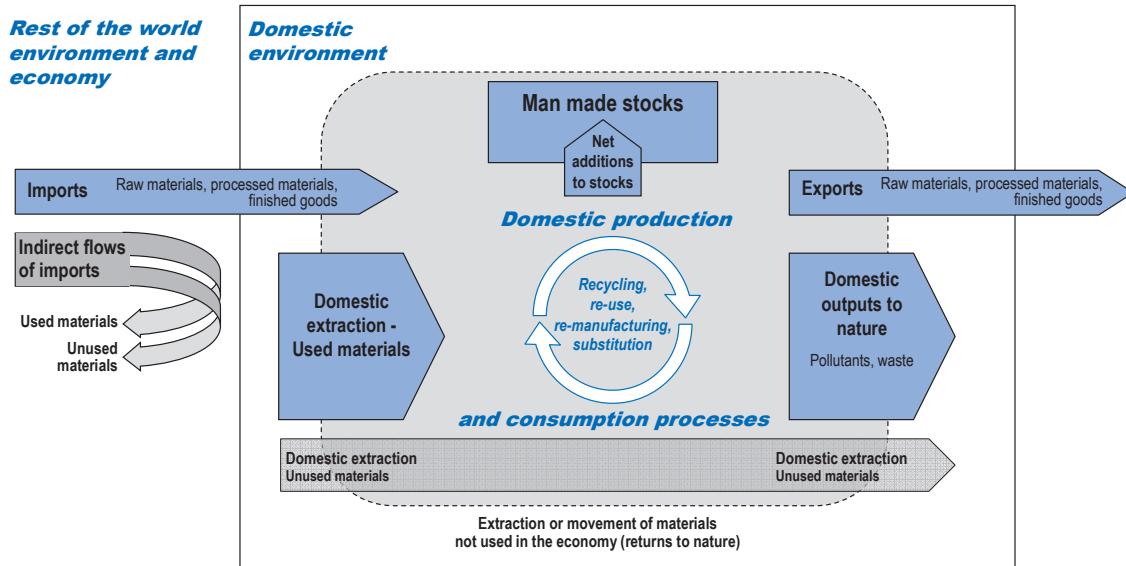 Rest of the world
environment and
economy
Domestic
environment
Man made stocks
Net
additions
to stocks
Imports
Raw materials, processed materials,
finished goods
Exports
Raw materials, processed materials,
finished goods
Indirect flows
of imports
Used materials
Unused
materials
Domestic production
Recycling,
re-use,
re-manufacturing,
substitution
and consumption processes
Domestic
extraction -
Used materials
Domestic
outputs to
nature
Pollutants, waste
Domestic extraction
Unused materials
Domestic extraction
Unused materials
Extraction or movement of materials
not used in the economy (returns to nature)